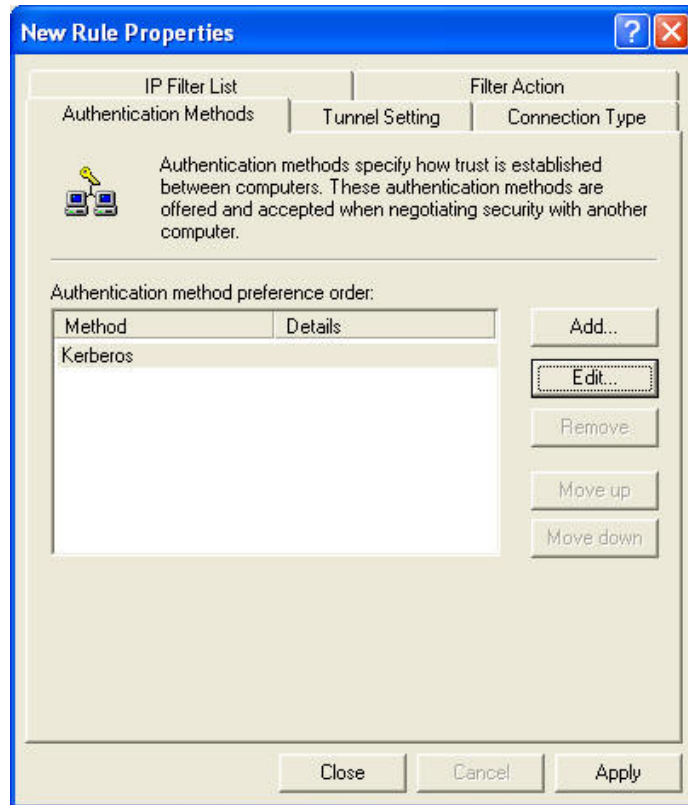 New Rule Properties
?
IP Filter List
Filter Action
Authentication Methods
Tunnel Setting
Connection Type
Authentication methods specify how trust is established
between computers. These authentication methods are
offered and accepted when negotiating security with another
computer.
Authentication method preference order:
Method
Details
Kerberos
Add...
Edit...
Remove
Move up
Move down
Close
Cancel
Apply